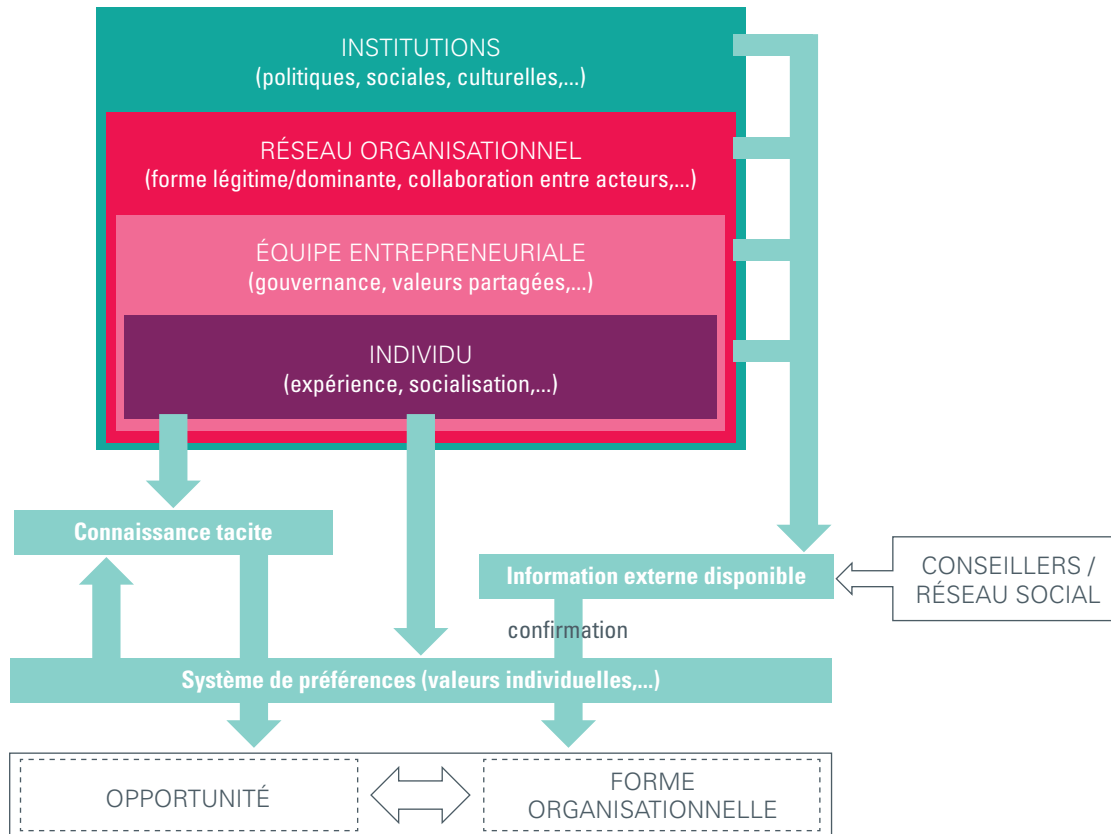 INSTITUTIONS
(politiques, sociales, culturelles,...)
RÉSEAU ORGANISATIONNEL
(forme légitime/dominante, collaboration entre acteurs,...)
ÉQUIPE ENTREPRENEURIALE
(gouvernance, valeurs partagées,...)
INDIVIDU
(expérience, socialisation,...)
Connaissance tacite
Information externe disponible
CONSEILLERS /
RÉSEAU SOCIAL
confirmation
Système de préférences (valeurs individuelles,...)
OPPORTUNITÉ
FORME
ORGANISATIONNELLE